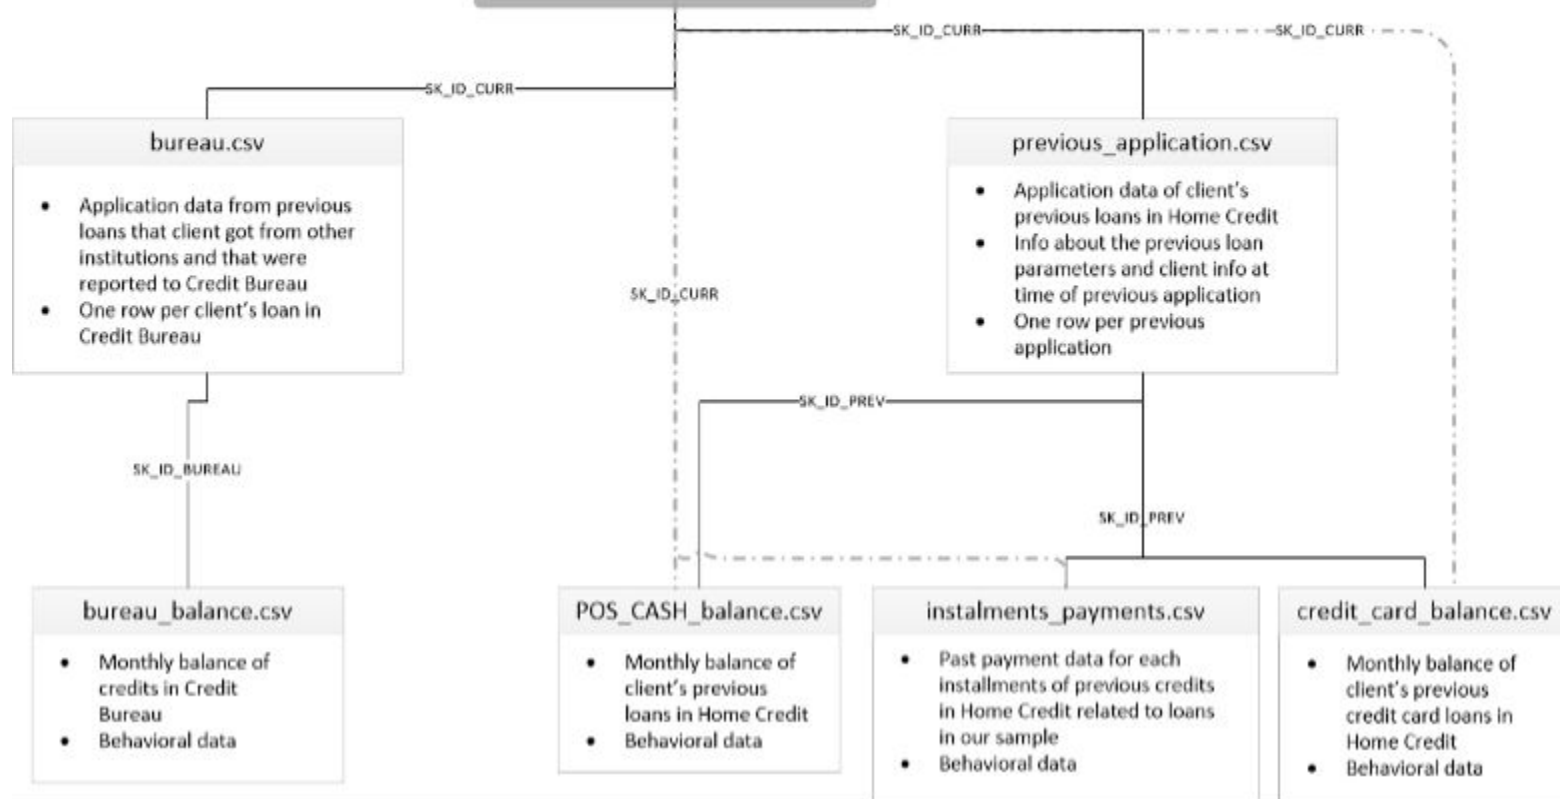 SK_ID_CURR
SK_ID_CURR
SK_ID_CURR
bureau.csv
• Application data from previous
loans that client got from other
institutions and that were
reported to Credit Bureau
• One row per client's loan in
Credit Bureau
previous_application.csv
• Application data of client's
previous loans in Home Credit
• Info about the previous loan
parameters and client info at
time of previous application
• One row per previous
application
SK_ID_CURR
SK_ID_PREV
SK_ID_BUREAU
SK_ID_PREV
bureau_balance.csv
• Monthly balance of
credits in Credit
Bureau
• Behavioral data
POS_CASH_balance.csv
• Monthly balance of
client's previous
loans in Home Credit
• Behavioral data
instalments_payments.csv
• Past payment data for each
installments of previous credits
in Home Credit related to loans
in our sample
• Behavioral data
credit_card_balance.csv
• Monthly balance of
client's previous
credit card loans in
Home Credit
• Behavioral data